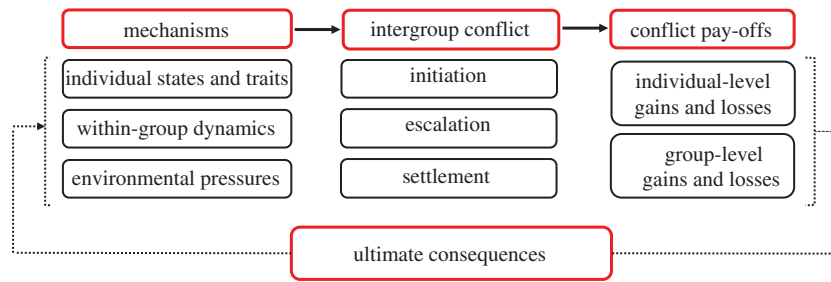 mechanisms
intergroup conflict
conflict pay-offs
individual states and traits
within-group dynamics
environmental pressures
initiation
escalation
settlement
individual-level
gains and losses
group-level
gains and losses
ultimate consequences